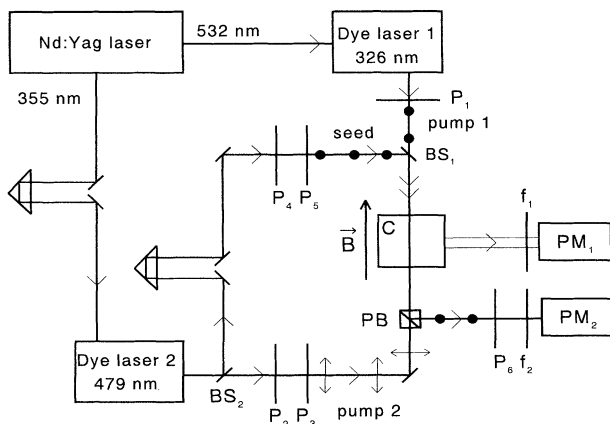 Nd:Yag laser
532 nm
Dye laser 1
326 nm
355 nm
P1
pump 1
seed
BS1
P4
P5
f1
B
C
PM1
PB
PM2
P6
f2
Dye laser 2
479 nm
BS2
P2
P3
pump 2